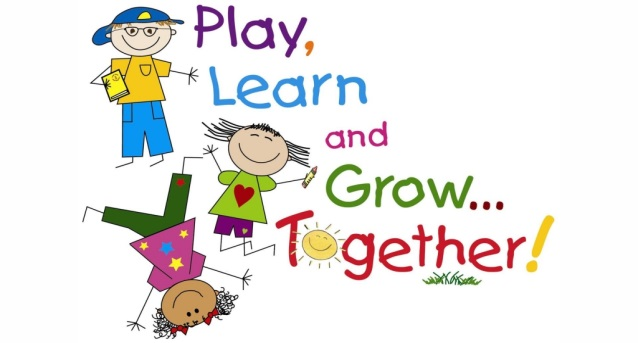 Play,
Learn
and
Grow...
Together!